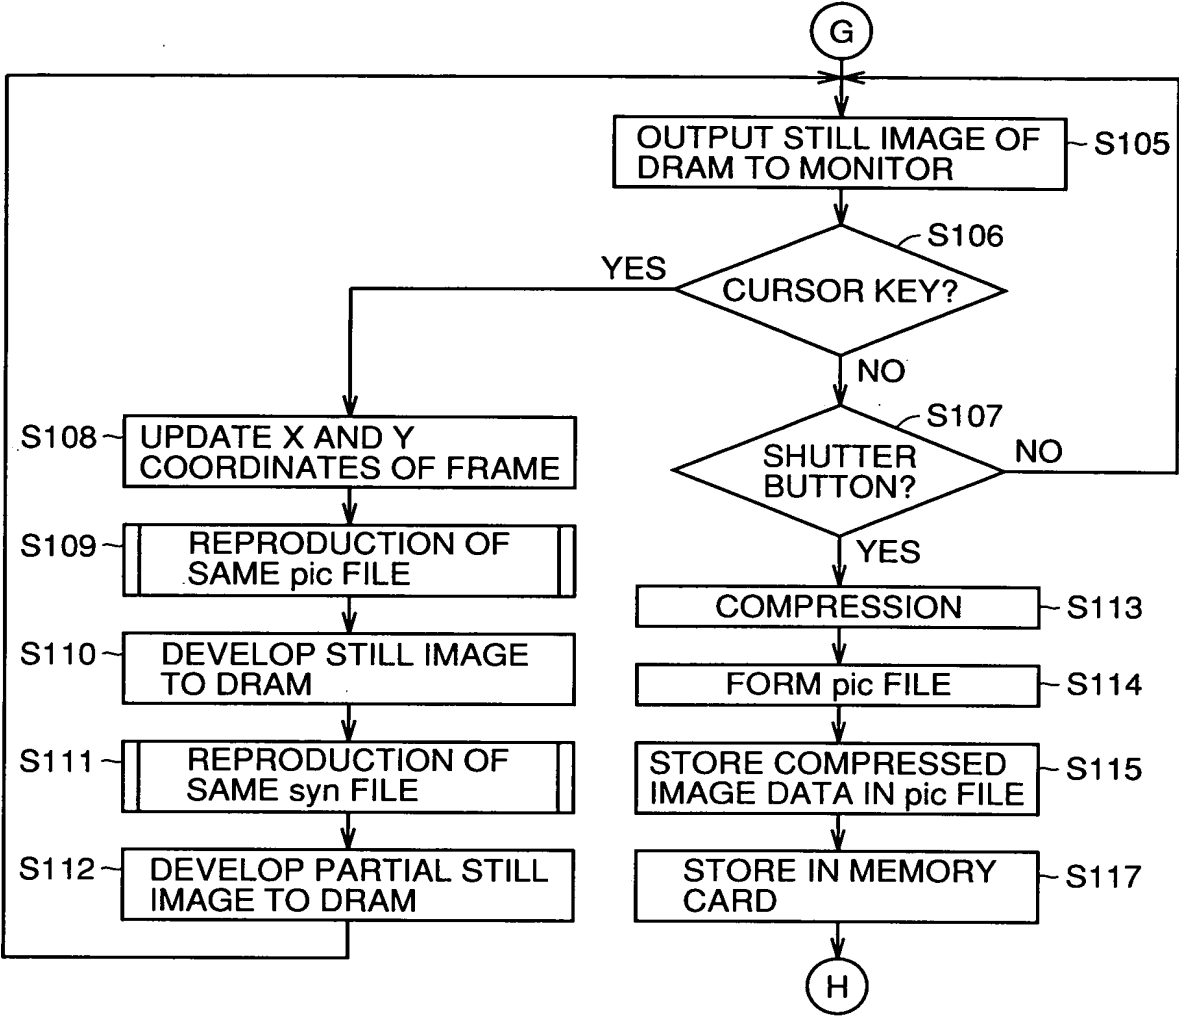 G
OUTPUT STILL IMAGE OF
DRAM TO MONITOR
S105
S106
YES
CURSOR KEY?
NO
S107
SHUTTER
BUTTON?
NO
YES
S108
UPDATE X AND Y
COORDINATES OF FRAME
S109
REPRODUCTION OF
SAME pic FILE
S110
DEVELOP STILL IMAGE
TO DRAM
S111
REPRODUCTION OF
SAME syn FILE
S112
DEVELOP PARTIAL STILL
IMAGE TO DRAM
COMPRESSION
S113
FORM pic FILE
S114
STORE COMPRESSED
IMAGE DATA IN pic FILE
S115
STORE IN MEMORY
CARD
S117
H